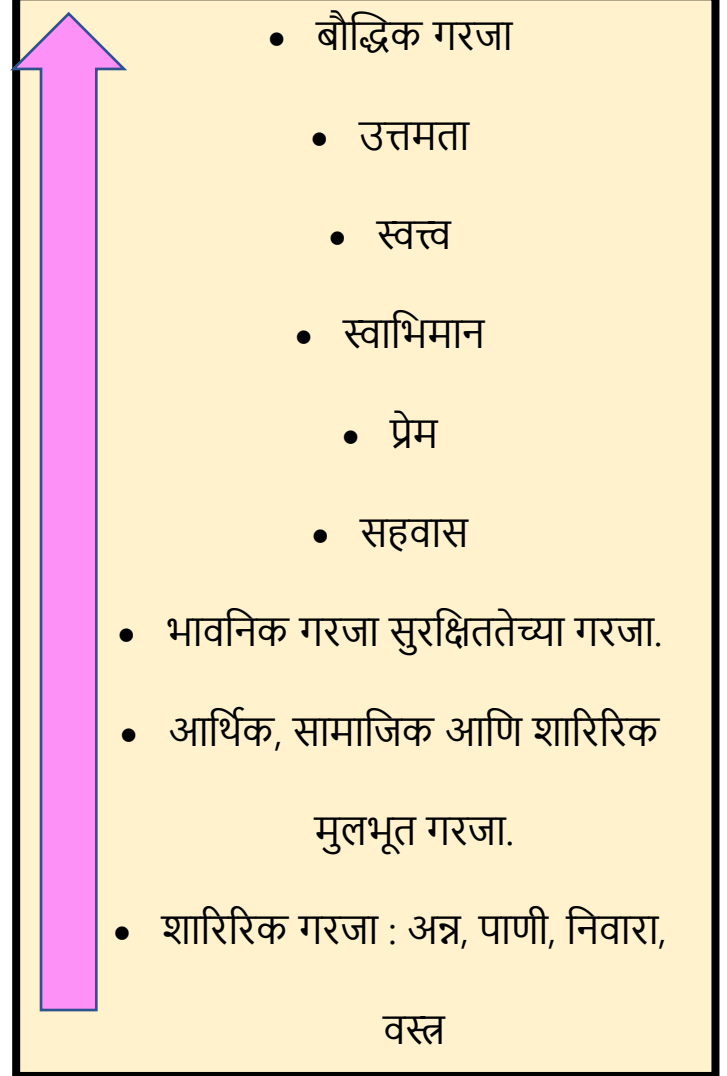 • बौद्धिक गरजा
• उत्तमता
• स्वत्त्व
• स्वाभिमान
• प्रेम
• सहवास
• भावनिक गरजा सुरक्षिततेच्या गरजा.
• आर्थिक, सामाजिक आणि शारिरिक
मुलभूत गरजा.
• शारिरिक गरजा : अन्न, पाणी, निवारा,
वस्त्र